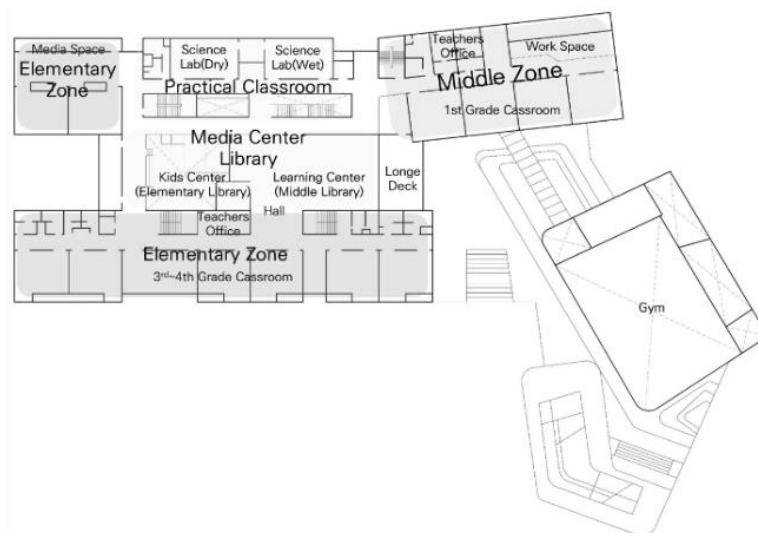 Media Space
Elementary
Zone
Science
Lab(Dry)
Science
Lab(Wet)
Practical Classroom
Teachers
Office
Work Space
Middle Zone
1st Grade Cassroom
Media Center
Library
Kids Center
(Elementary Library)
Learning Center
(Middle Library)
Longe
Deck
Hall
Teachers
Office
Elementary Zone
3rd~4th Grade Cassroom
Gym